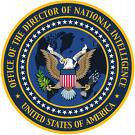 OFFICE OF THE DIRECTOR OF NATIONAL INTELLIGENCE
UNITED STATES OF AMERICA